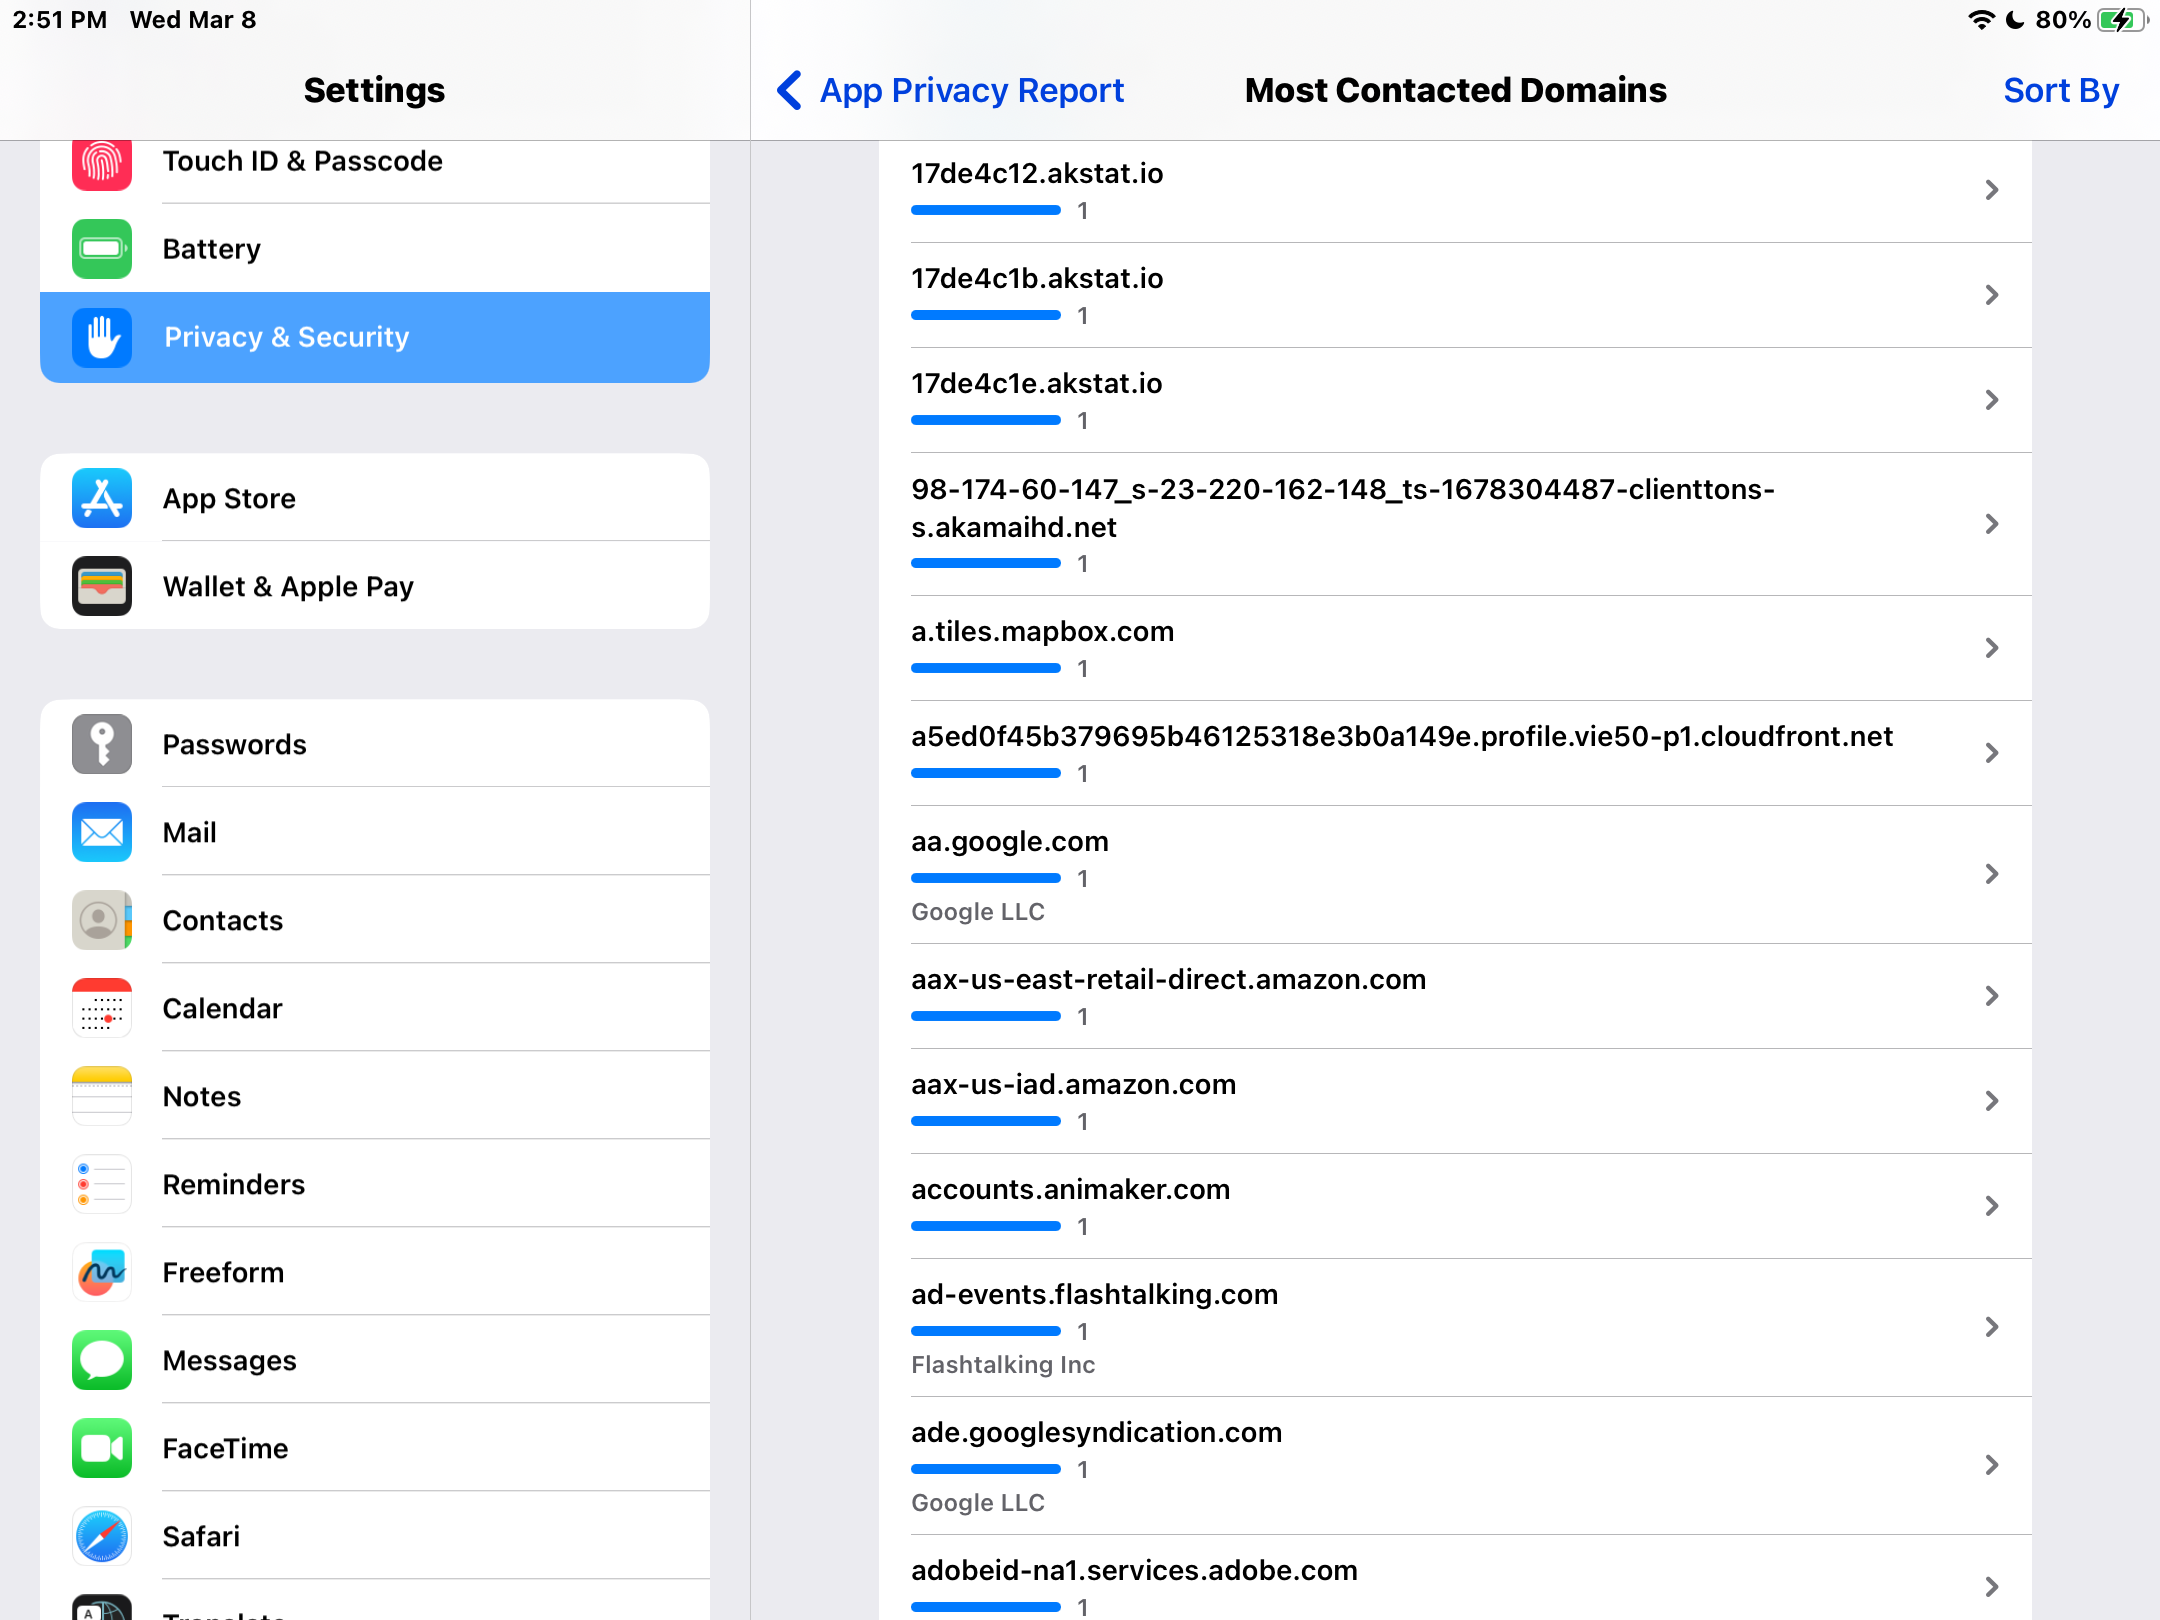 2:51 PM Wed Mar 8
80%
Settings
Touch ID & Passcode
Battery
Privacy & Security
App Store
Wallet & Apple Pay
Passwords
Mail
Contacts
Calendar
Notes
Reminders
Freeform
Messages
FaceTime
Safari
Translate
App Privacy Report
Most Contacted Domains
Sort By
17de4c12.akstat.io
1
17de4c1b.akstat.io
1
17de4c1e.akstat.io
1
98-174-60-147_s-23-220-162-148_ts-1678304487-clienttons-
s.akamaihd.net
1
a.tiles.mapbox.com
1
a5ed0f45b379695b46125318e3b0a149e.profile.vie50-p1.cloudfront.net
1
aa.google.com
1
Google LLC
aax-us-east-retail-direct.amazon.com
1
aax-us-iad.amazon.com
1
accounts.animaker.com
1
ad-events.flashtalking.com
1
Flashtalking Inc
ade.googlesyndication.com
1
Google LLC
adobeid-na1.services.adobe.com
1